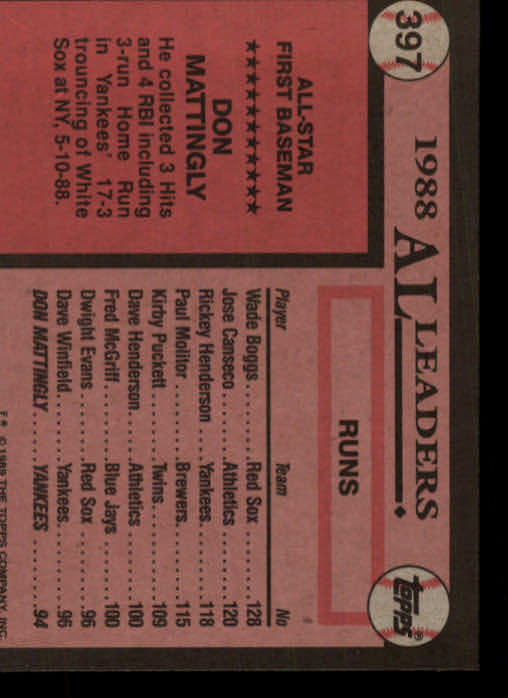 397
1988 AL LEADERS
topps®
ALL-STAR
FIRST BASEMAN
★★★★★★★★★★★
DON
MATTINGLY
He collected 3 Hits
and 4 RBI including
3-run Home Run
in Yankees' 17-3
trouncing of White
Sox at NY, 5-10-88.
RUNS
Player Team No
Wade Boggs...... Red Sox ........ 128
Jose Canseco....... Athletics ........ 120
Rickey Henderson .... Yankees........ 118
Paul Molitor ........ Brewers........ 115
Kirby Puckett........ Twins........ 109
Dave Henderson...... Athletics ........ 100
Fred McGriff ........ Blue Jays ........ 100
Dwight Evans........ Red Sox ........ 96
Dave Winfield....... Yankees........ 96
DON MATTINGLY ..... YANKEES ........ 94
F* © 1989 THE TOPPS COMPANY, INC.